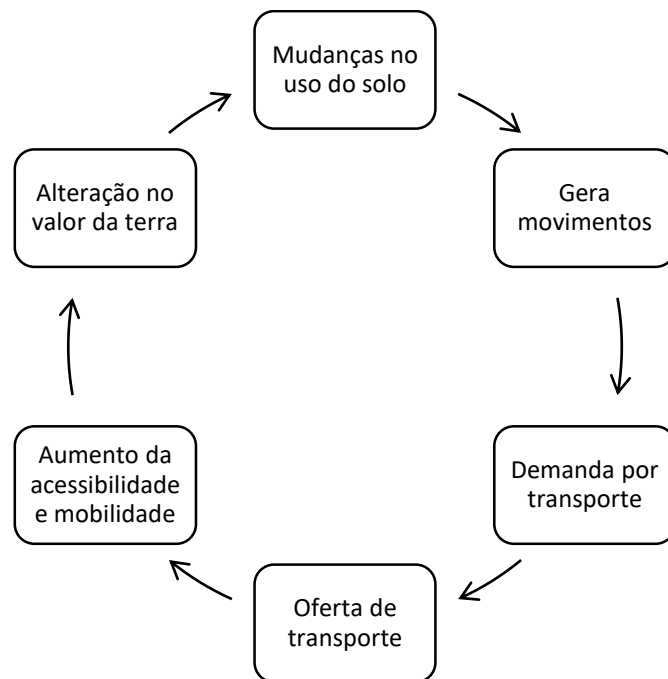 Mudanças no
uso do solo
Gera
movimentos
Demanda por
transporte
Oferta de
transporte
Aumento da
acessibilidade
e mobilidade
Alteração no
valor da terra